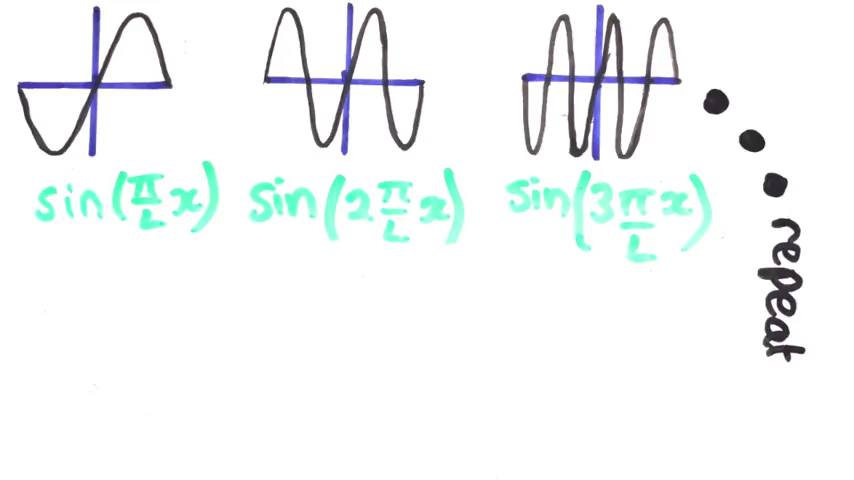 sin(π/L x) sin(2π/L x) sin(3π/L x)
repeat